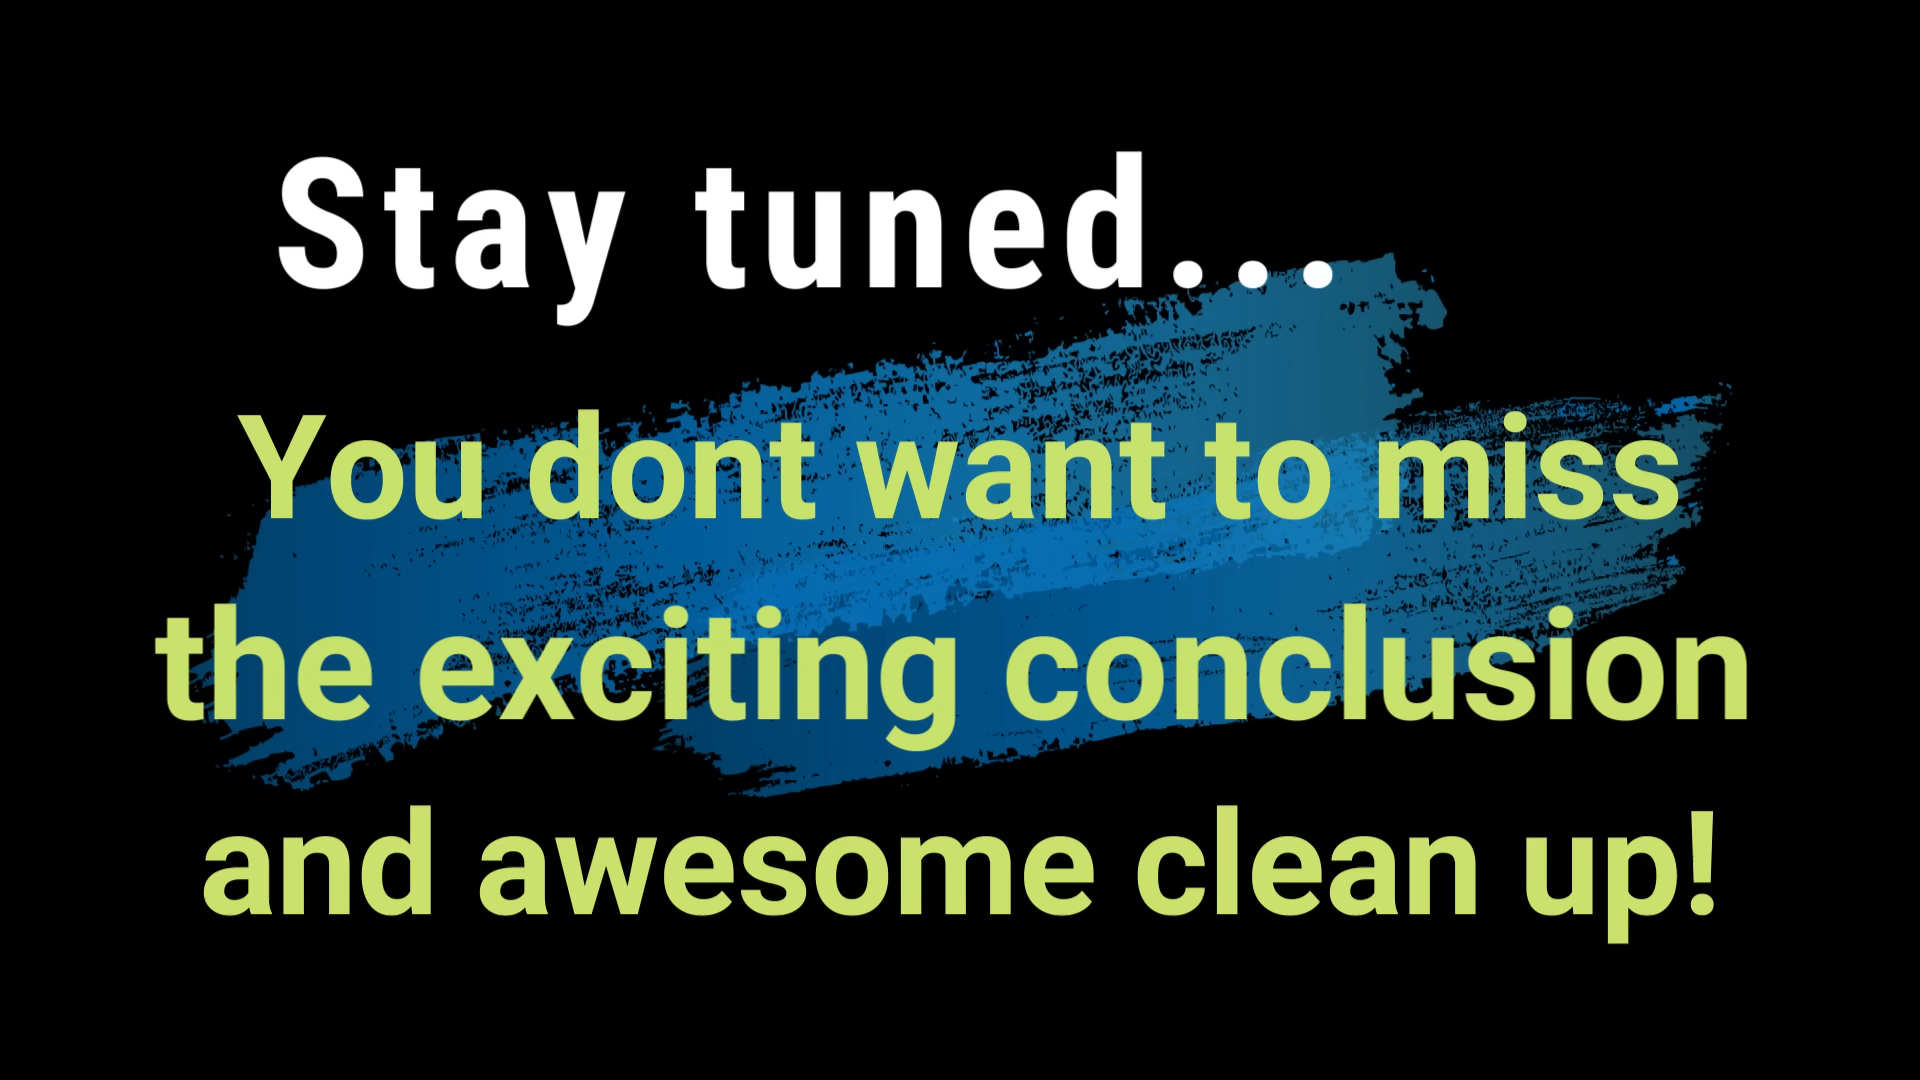 Stay tuned...
You dont want to miss
the exciting conclusion
and awesome clean up!